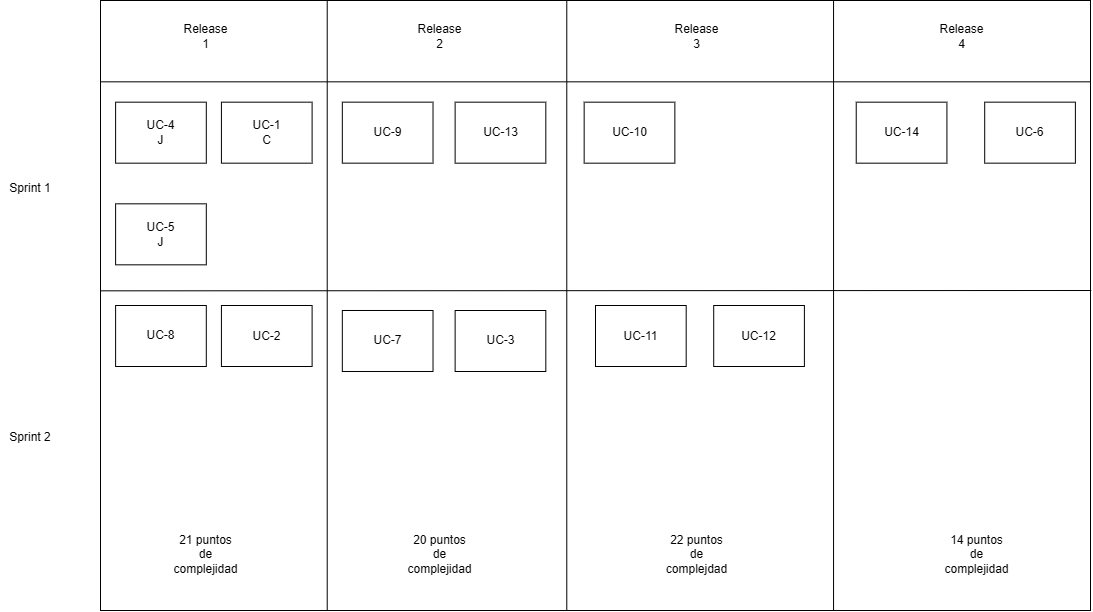 Release
1
Release
2
Release
3
Release
4
Sprint 1
UC-4
J
UC-1
C
UC-9
UC-13
UC-10
UC-14
UC-6
UC-5
J
Sprint 2
UC-8
UC-2
UC-7
UC-3
UC-11
UC-12
21 puntos
de
complejidad
20 puntos
de
complejidad
22 puntos
de
complejdad
14 puntos
de
complejidad